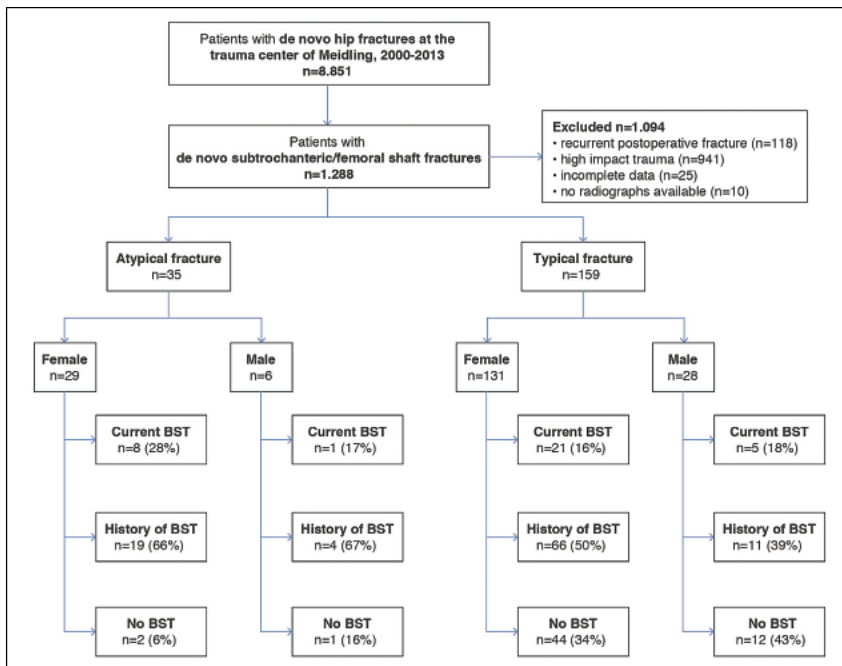 Patients with de novo hip fractures at the
trauma center of Meidling, 2000-2013
n=8.851
Patients with
de novo subtrochanteric/femoral shaft fractures
n=1.288
Excluded n=1.094
• recurrent postoperative fracture (n=118)
• high impact trauma (n=941)
• incomplete data (n=25)
• no radiographs available (n=10)
Atypical fracture
n=35
Typical fracture
n=159
Female
n=29
Male
n=6
Female
n=131
Male
n=28
Current BST
n=8 (28%)
Current BST
n=1 (17%)
Current BST
n=21 (16%)
Current BST
n=5 (18%)
History of BST
n=19 (66%)
History of BST
n=4 (67%)
History of BST
n=66 (50%)
History of BST
n=11 (39%)
No BST
n=2 (6%)
No BST
n=1 (16%)
No BST
n=44 (34%)
No BST
n=12 (43%)